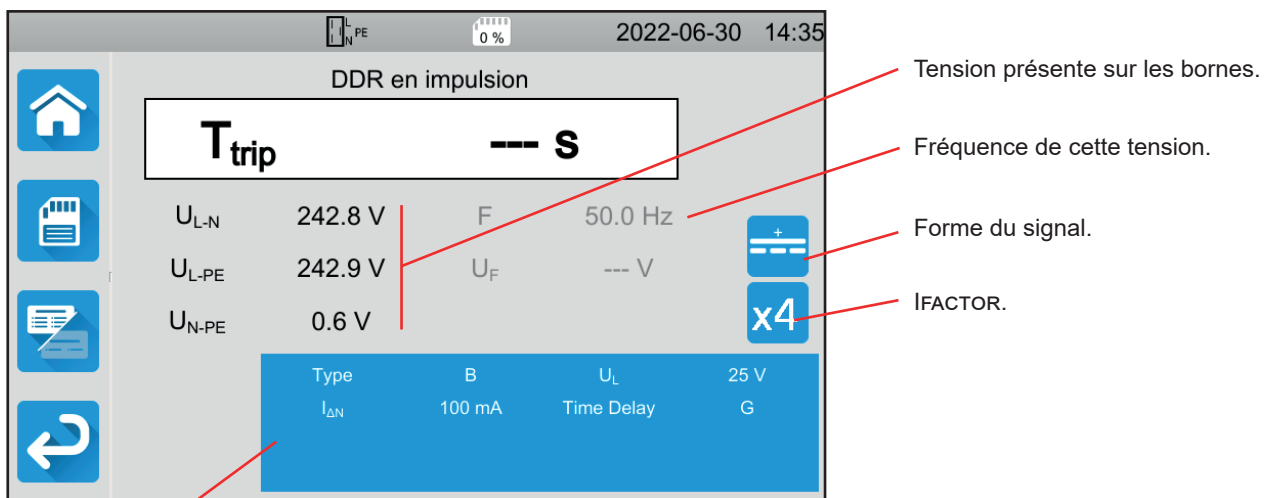 L
N PE 0 % 2022-06-30 14:35
DDR en impulsion
Ttrip --- s
UL-N 242.8 V F 50.0 Hz
UL-PE 242.9 V UF --- V
UN-PE 0.6 V
x4
Type B UL 25 V
IΔN 100 mA Time Delay G
Tension présente sur les bornes.
Fréquence de cette tension.
Forme du signal.
IFACTOR.